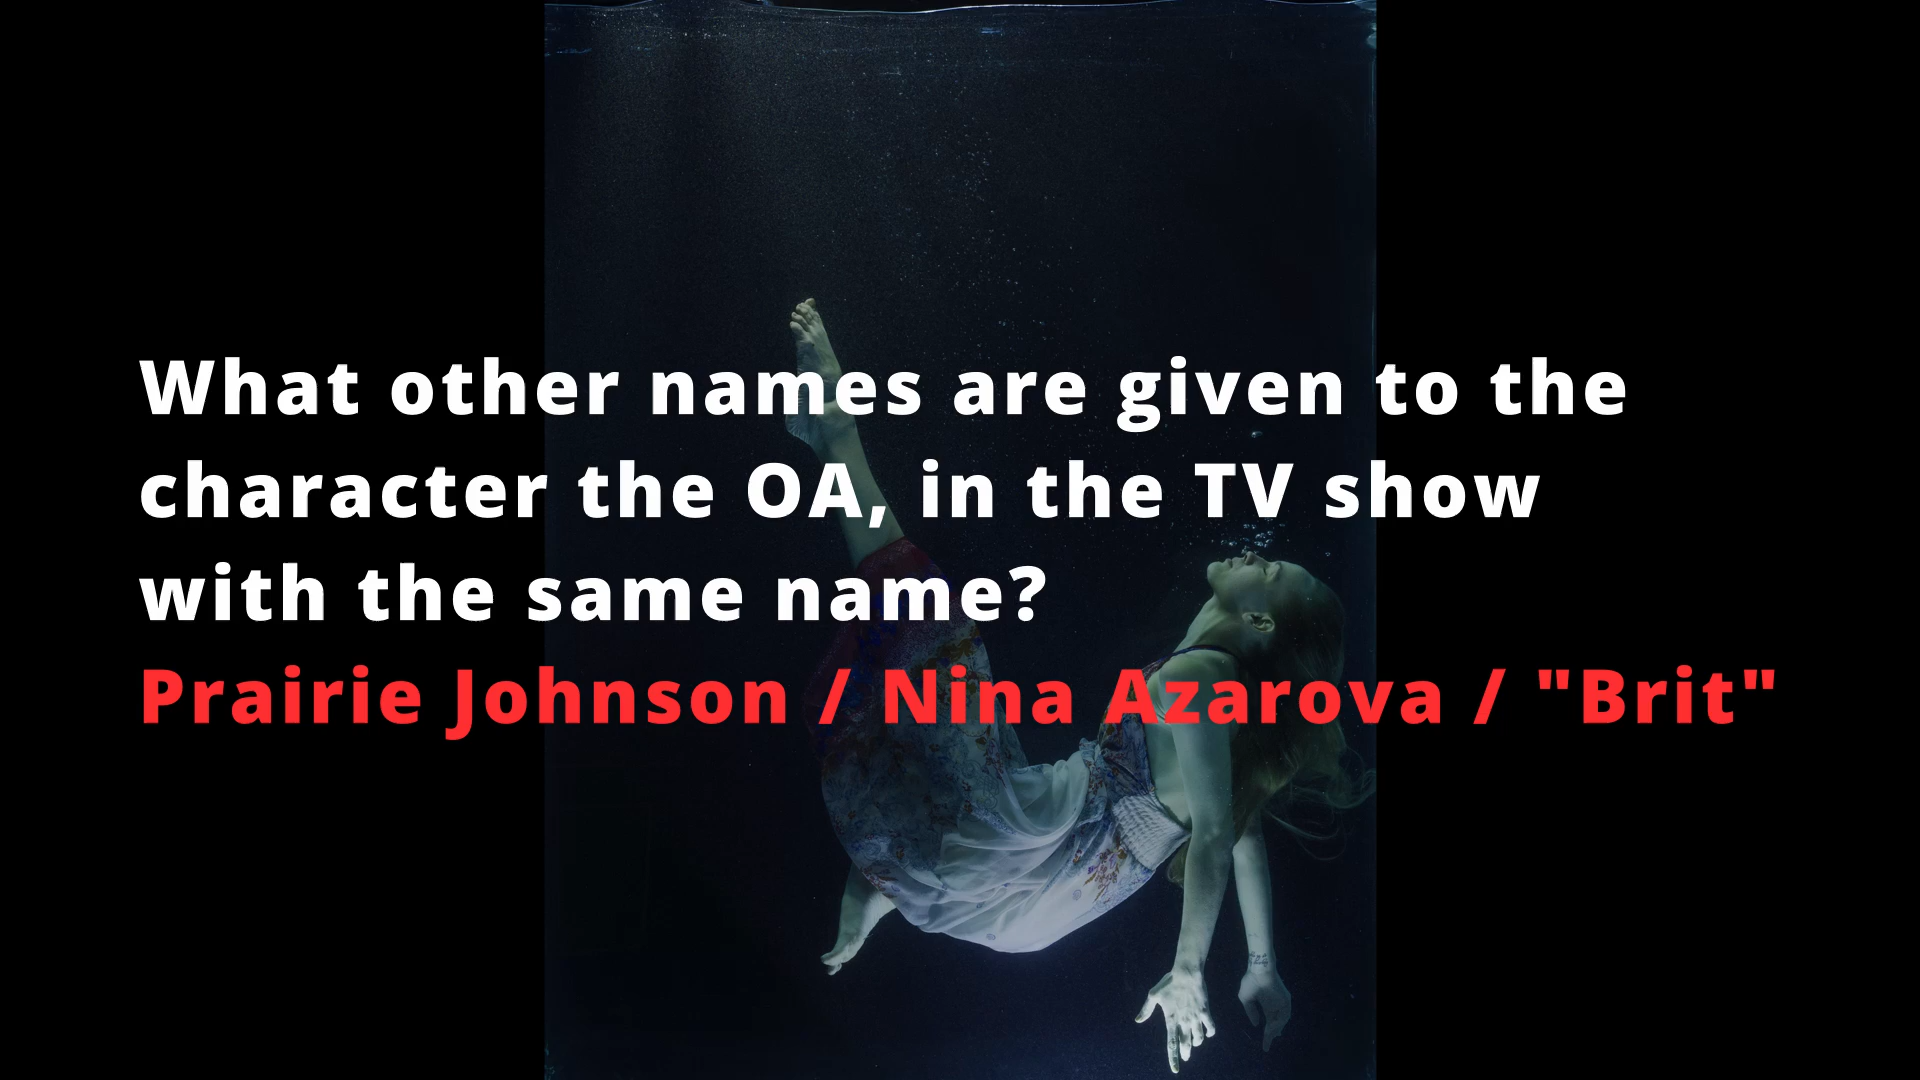 What other names are given to the
character the OA, in the TV show
with the same name?
Prairie Johnson / Nina Azarova / "Brit"